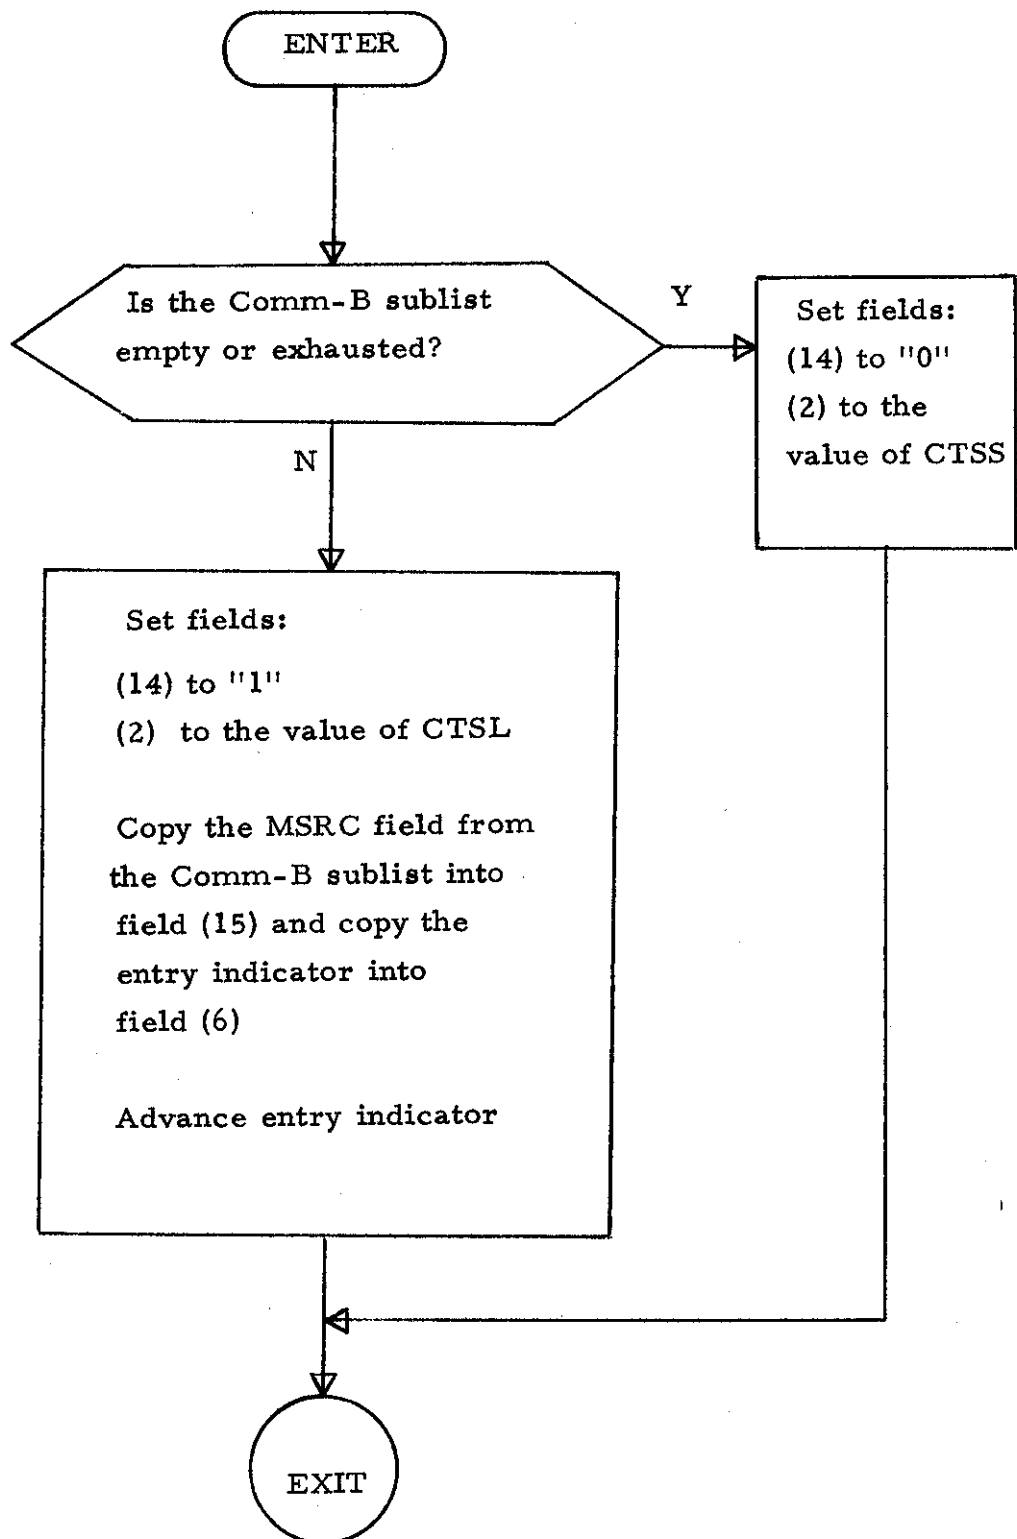 ENTER
Is the Comm-B sublist
empty or exhausted?
Y
Set fields:
(14) to "0"
(2) to the
value of CTSS
N
Set fields:
(14) to "1"
(2) to the value of CTSL
Copy the MSRC field from
the Comm-B sublist into
field (15) and copy the
entry indicator into
field (6)
Advance entry indicator
EXIT